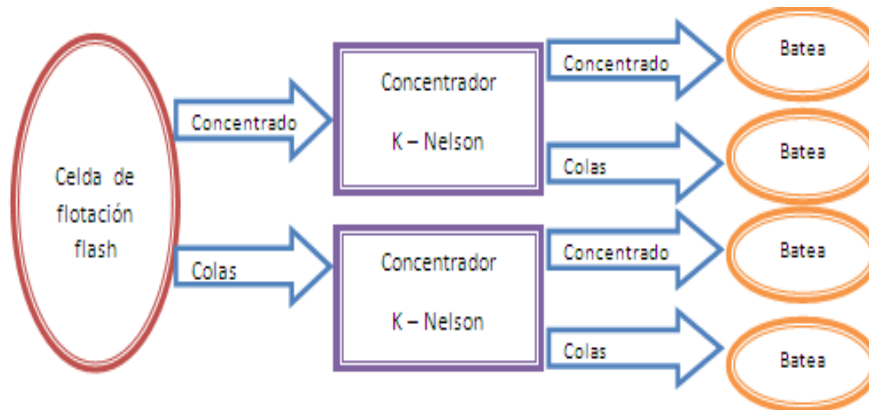 Celda de
flotación
flash
Concentrado
Colas
Concentrador
K – Nelson
Concentrador
K – Nelson
Concentrado
Colas
Concentrado
Colas
Batea
Batea
Batea
Batea